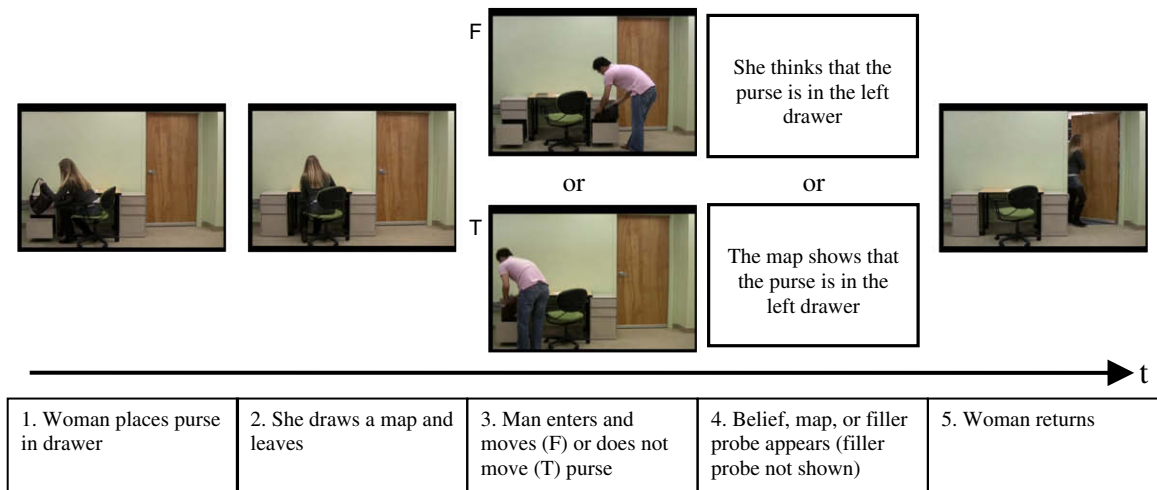 F
She thinks that the
purse is in the left
drawer
or
or
T
The map shows that
the purse is in the
left drawer
t
1. Woman places purse
in drawer
2. She draws a map and
leaves
3. Man enters and
moves (F) or does not
move (T) purse
4. Belief, map, or filler
probe appears (filler
probe not shown)
5. Woman returns